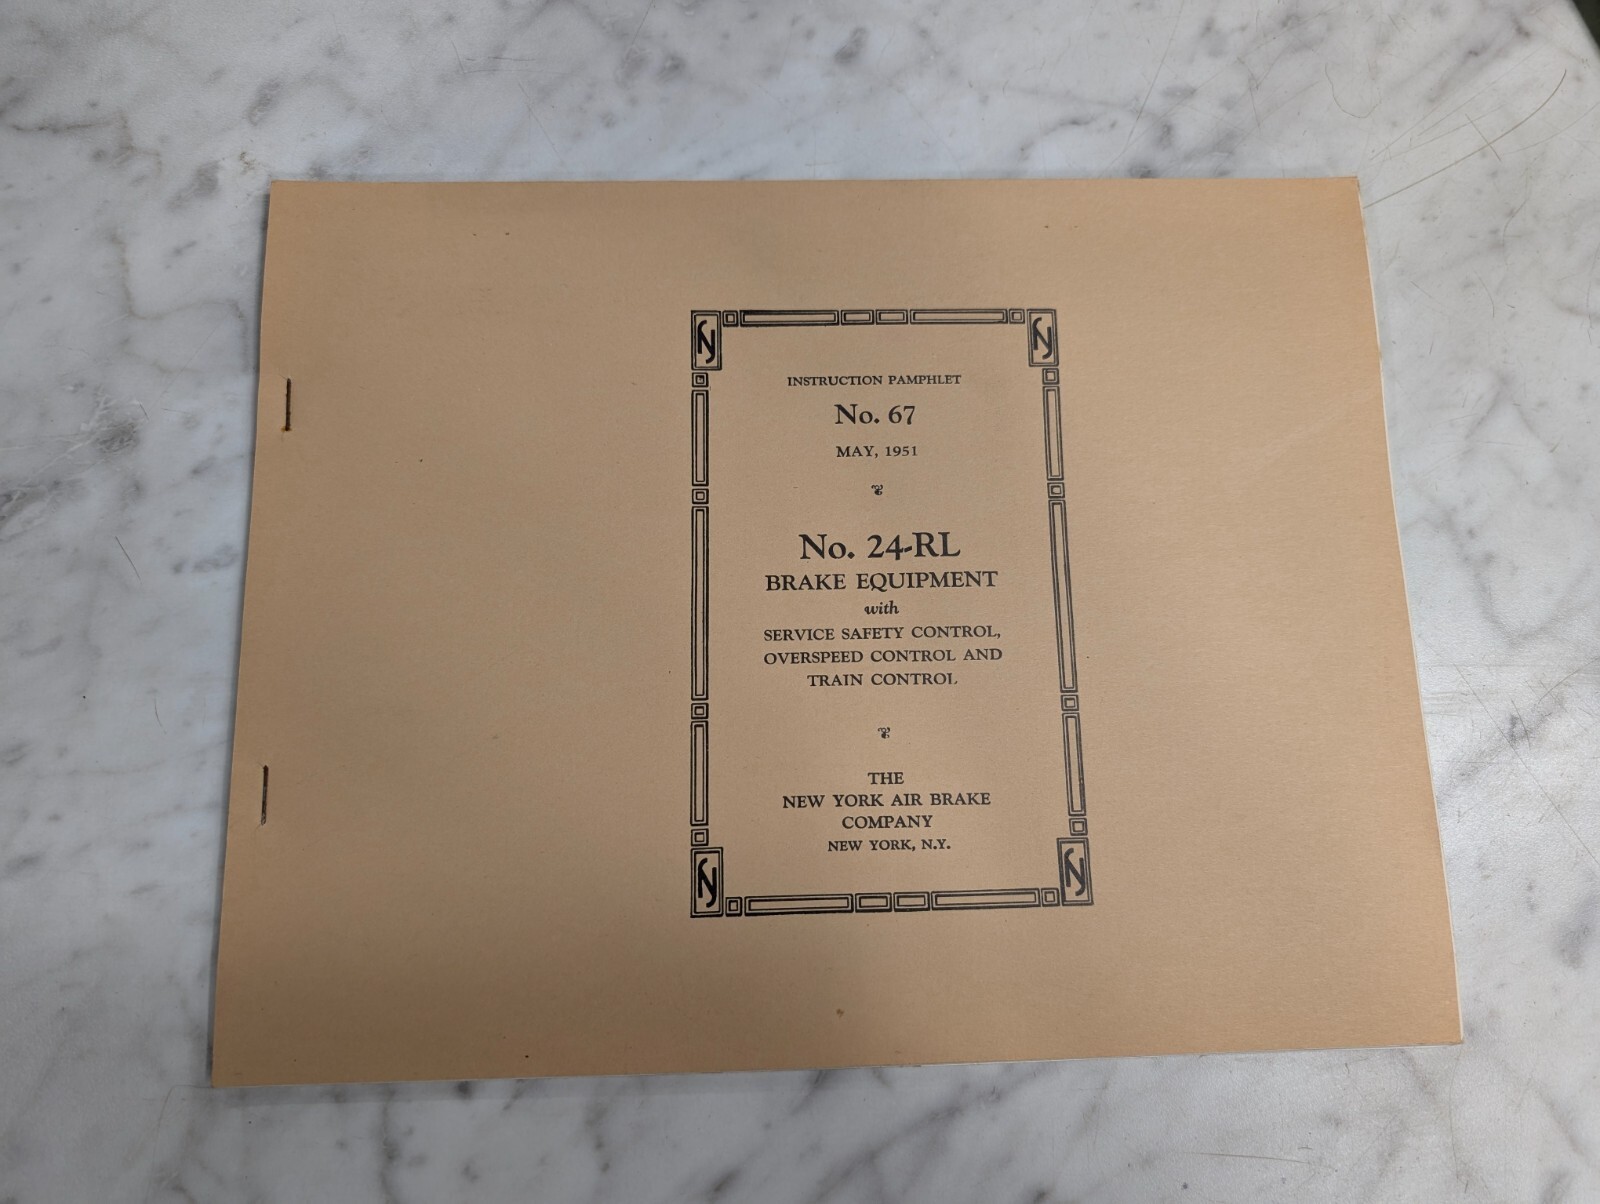 INSTRUCTION PAMPHLET
No. 67
MAY, 1951
No. 24-RL
BRAKE EQUIPMENT
with
SERVICE SAFETY CONTROL,
OVERSPEED CONTROL AND
TRAIN CONTROL
THE
NEW YORK AIR BRAKE
COMPANY
NEW YORK, N.Y.